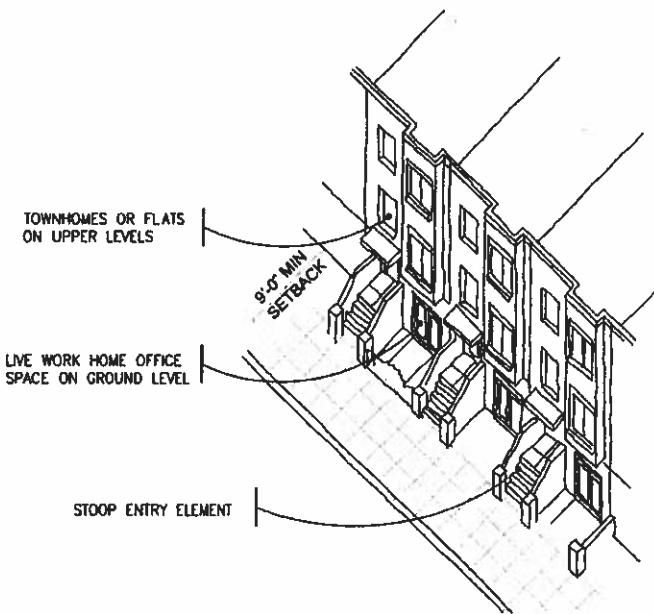 TOWNHOMES OR FLATS
ON UPPER LEVELS
9'-0" MIN
SETBACK
LIVE WORK HOME OFFICE
SPACE ON GROUND LEVEL
STOOP ENTRY ELEMENT